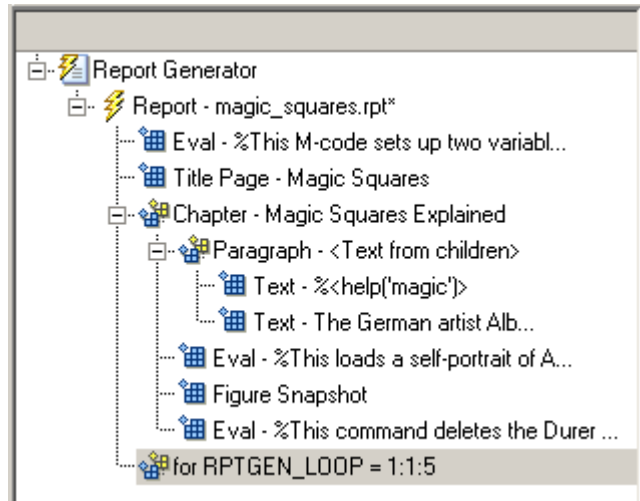 Report Generator
Report - magic_squares.rpt*
Eval - %This M-code sets up two variabl...
Title Page - Magic Squares
Chapter - Magic Squares Explained
Paragraph - <Text from children>
Text - %<help('magic')>
Text - The German artist Alb...
Eval - %This loads a self-portrait of A...
Figure Snapshot
Eval - %This command deletes the Durer ...
for RPTGEN_LOOP = 1:1:5